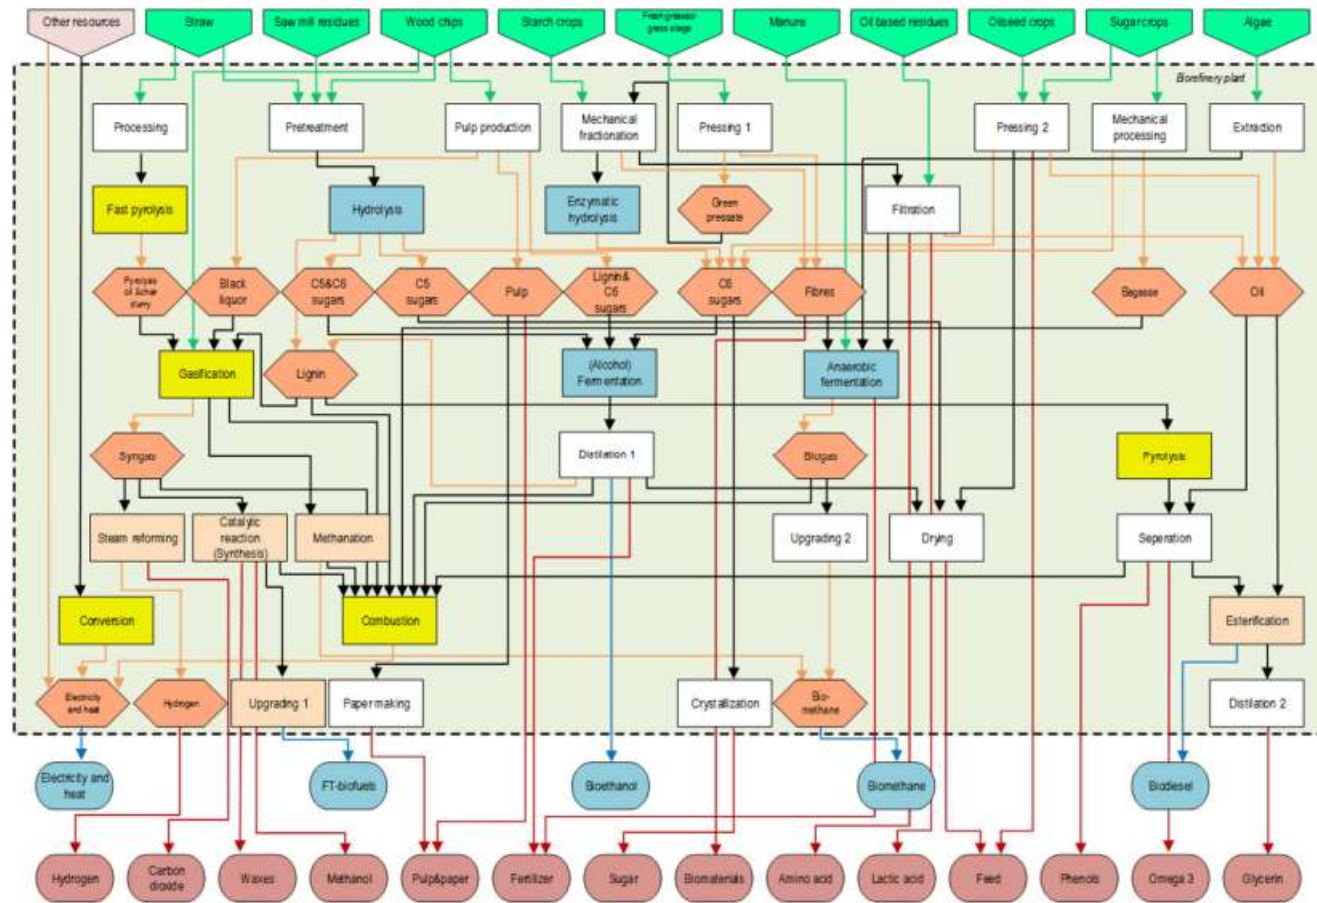 Other resources
Straw
Saw mill residues
Wood chips
Starch crops
Fresh grasses/
grass silage
Manure
Oil based residues
Oilseed crops
Sugar crops
Algae
Biorefinery plant
Processing
Pretreatment
Pulp production
Mechanical
fractionation
Pressing 1
Pressing 2
Mechanical
processing
Extraction
Fast pyrolysis
Hydrolysis
Enzymatic
hydrolysis
Green
pressate
Filtration
Pyrolysis
oil &char
slurry
Black
liquor
C5&C6
sugars
C5
sugars
Pulp
Lignin&
C6
sugars
C6
sugars
Fibres
Bagasse
Oil
Gasification
Lignin
(Alcohol)
Fermentation
Anaerobic
fermentation
Syngas
Distilation 1
Biogas
Pyrolysis
Steam reforming
Catalytic
reaction
(Synthesis)
Methanation
Upgrading 2
Drying
Seperation
Conversion
Combustion
Esterification
Electricity
and heat
Hydrogen
Upgrading 1
Paper making
Crystallization
Bio-
methane
Distilation 2
Electricity and
heat
FT-biofuels
Bioethanol
Biomethane
Biodiesel
Hydrogen
Carbon
dioxide
Waxes
Methanol
Pulp&paper
Fertilizer
Sugar
Biomaterials
Amino acid
Lactic acid
Feed
Phenols
Omega 3
Glycerin